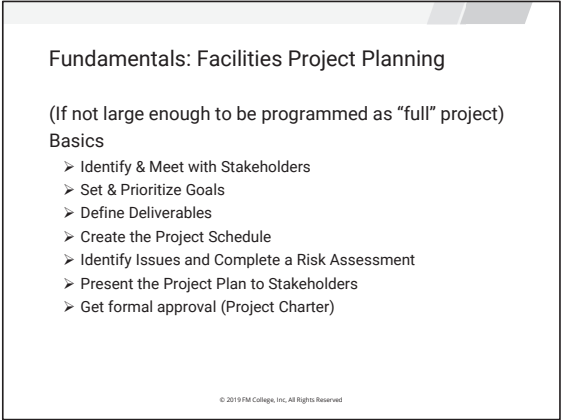 Fundamentals: Facilities Project Planning
(If not large enough to be programmed as “full” project)
Basics
➢ Identify & Meet with Stakeholders
➢ Set & Prioritize Goals
➢ Define Deliverables
➢ Create the Project Schedule
➢ Identify Issues and Complete a Risk Assessment
➢ Present the Project Plan to Stakeholders
➢ Get formal approval (Project Charter)
© 2019 FM College, Inc, All Rights Reserved